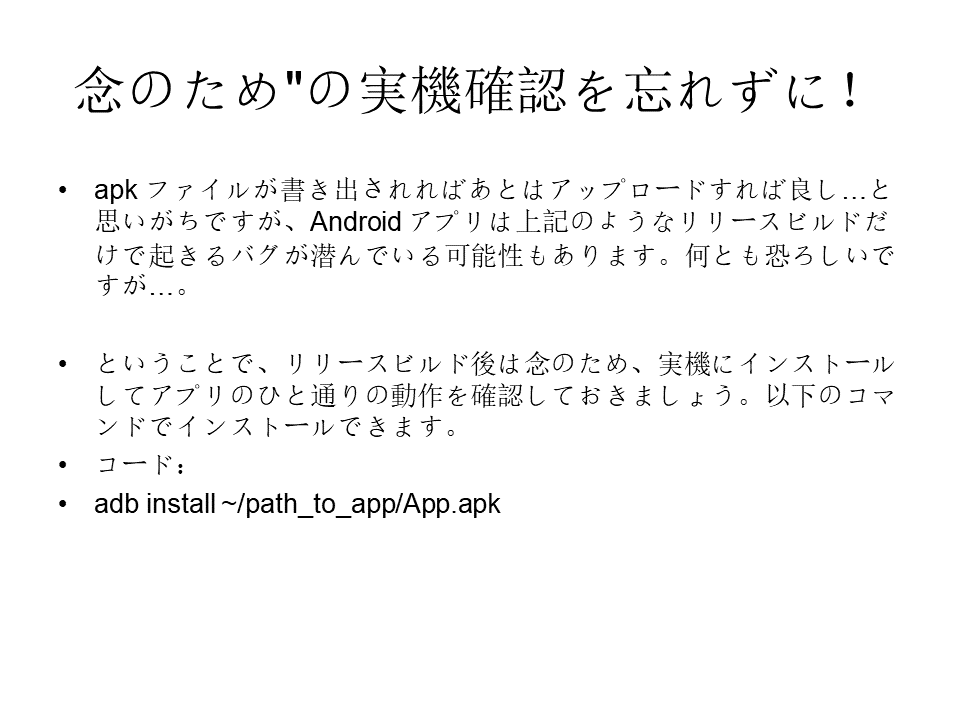 念のため"の実機確認を忘れずに！
• apk ファイルが書き出されればあとはアップロードすれば良し…と
思いがちですが、Android アプリは上記のようなリリースビルドだ
けで起きるバグが潜んでいる可能性もあります。何とも恐ろしいで
すが…。
• ということで、リリースビルド後は念のため、実機にインストール
してアプリのひと通りの動作を確認しておきましょう。以下のコマ
ンドでインストールできます。
• コード：
• adb install ~/path_to_app/App.apk